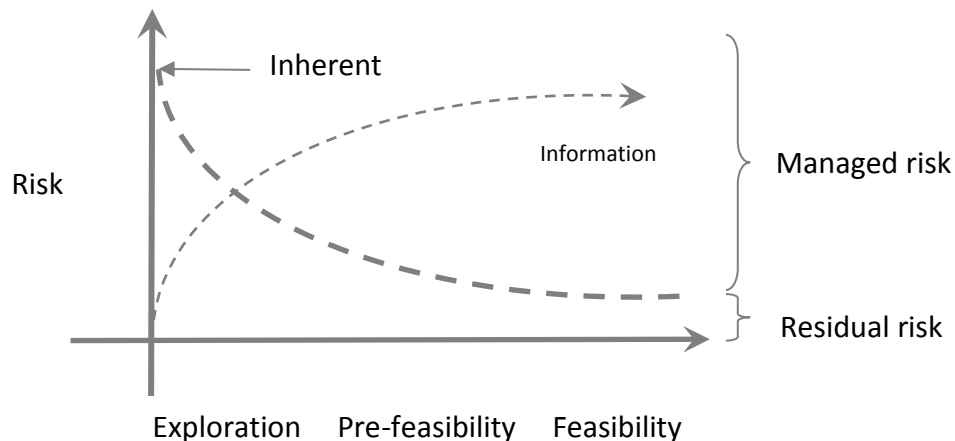 Inherent
Information
Managed risk
Risk
Residual risk
Exploration Pre-feasibility Feasibility